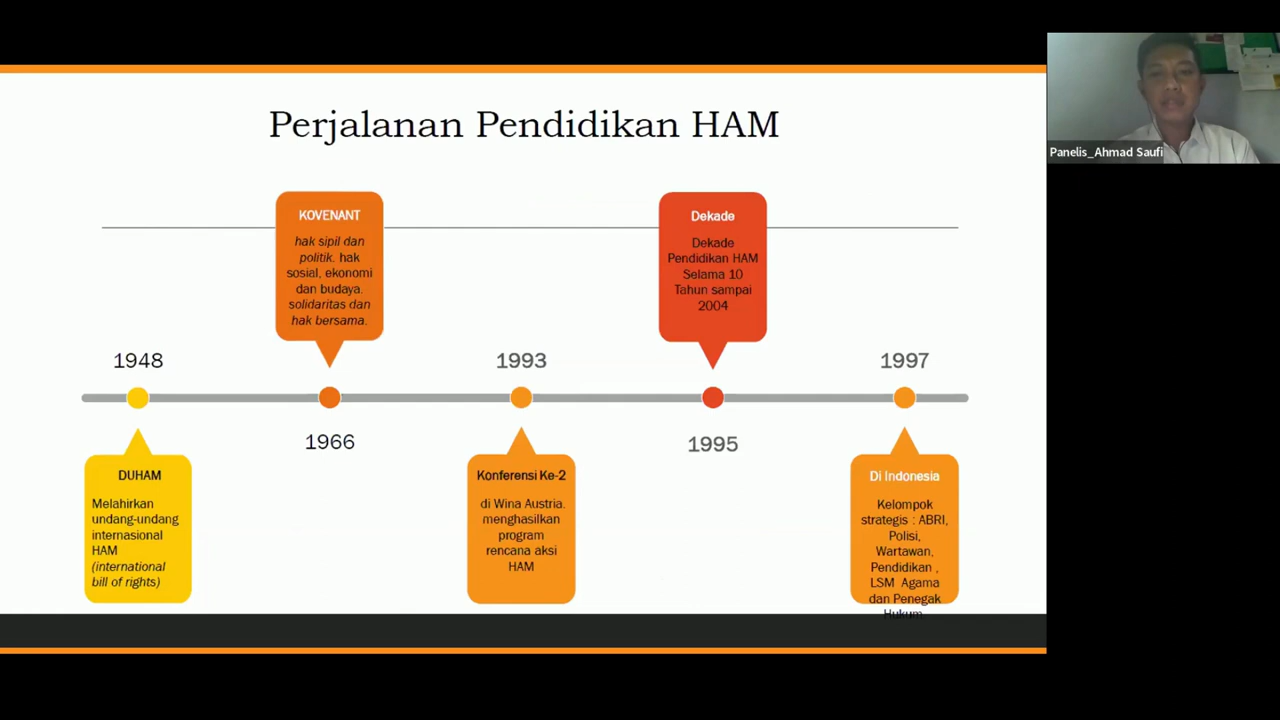 Perjalanan Pendidikan HAM
Panelis_Ahmad Saufi
1948
DUHAM
Melahirkan
undang-undang
internasional
HAM
(international
bill of rights)
KOVENANT
hak sipil dan
politik. hak
sosial, ekonomi
dan budaya.
solidaritas dan
hak bersama.
1966
1993
Konferensi Ke-2
di Wina Austria.
menghasilkan
program
rencana aksi
HAM
Dekade
Dekade
Pendidikan HAM
Selama 10
Tahun sampai
2004
1995
1997
Di Indonesia
Kelompok
strategis : ABRI,
Polisi,
Wartawan,
Pendidikan ,
LSM Agama
dan Penegak
Hukum.